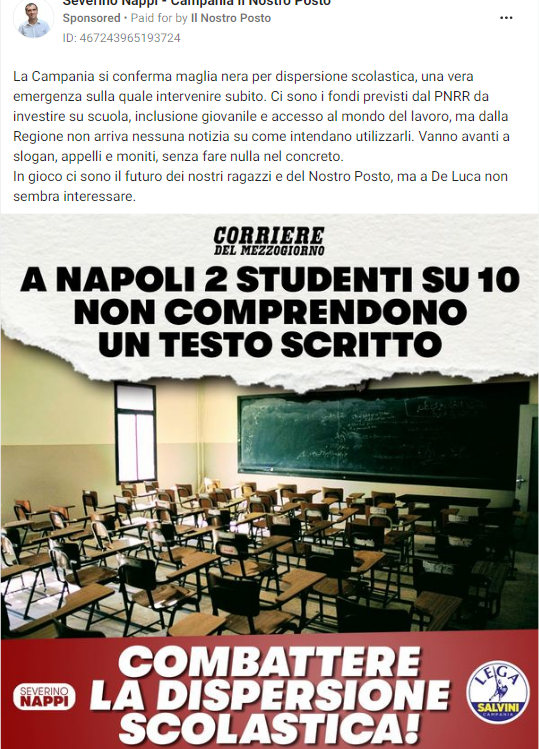 Severino Nappi - Campania Il Nostro Posto
Sponsored • Paid for by Il Nostro Posto
ID: 467243965193724
La Campania si conferma maglia nera per dispersione scolastica, una vera
emergenza sulla quale intervenire subito. Ci sono i fondi previsti dal PNRR da
investire su scuola, inclusione giovanile e accesso al mondo del lavoro, ma dalla
Regione non arriva nessuna notizia su come intendano utilizzarli. Vanno avanti a
slogan, appelli e moniti, senza fare nulla nel concreto.
In gioco ci sono il futuro dei nostri ragazzi e del Nostro Posto, ma a De Luca non
sembra interessare.
CORRIERE
DEL MEZZOGIORNO
A NAPOLI 2 STUDENTI SU 10
NON COMPRENDONO
UN TESTO SCRITTO
COMBATTERE
LA DISPERSIONE
SCOLASTICA!
SEVERINO
NAPPI
LEGA
SALVINI
CAMPANIA